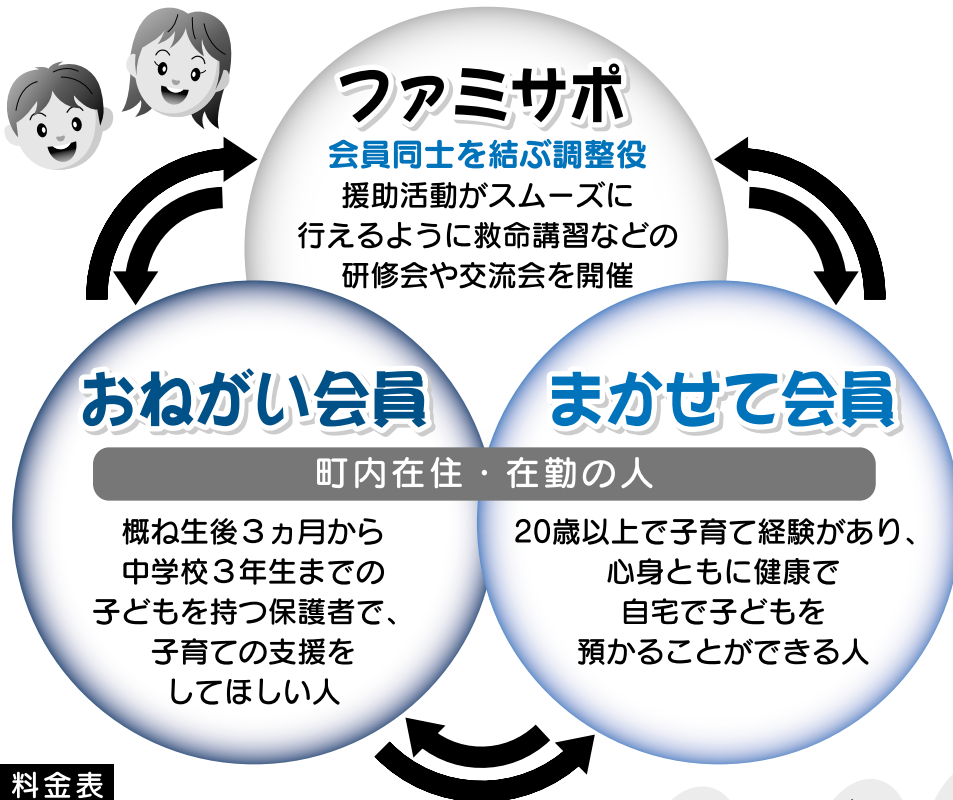 ファミサポ
会員同士を結ぶ調整役
援助活動がスムーズに
行えるように救命講習などの
研修会や交流会を開催
おねがい会員
まかせて会員
町内在住・在勤の人
概ね生後３ヵ月から
中学校３年生までの
子どもを持つ保護者で、
子育ての支援を
してほしい人
20歳以上で子育て経験があり、
心身ともに健康で
自宅で子どもを
預かることができる人
料金表